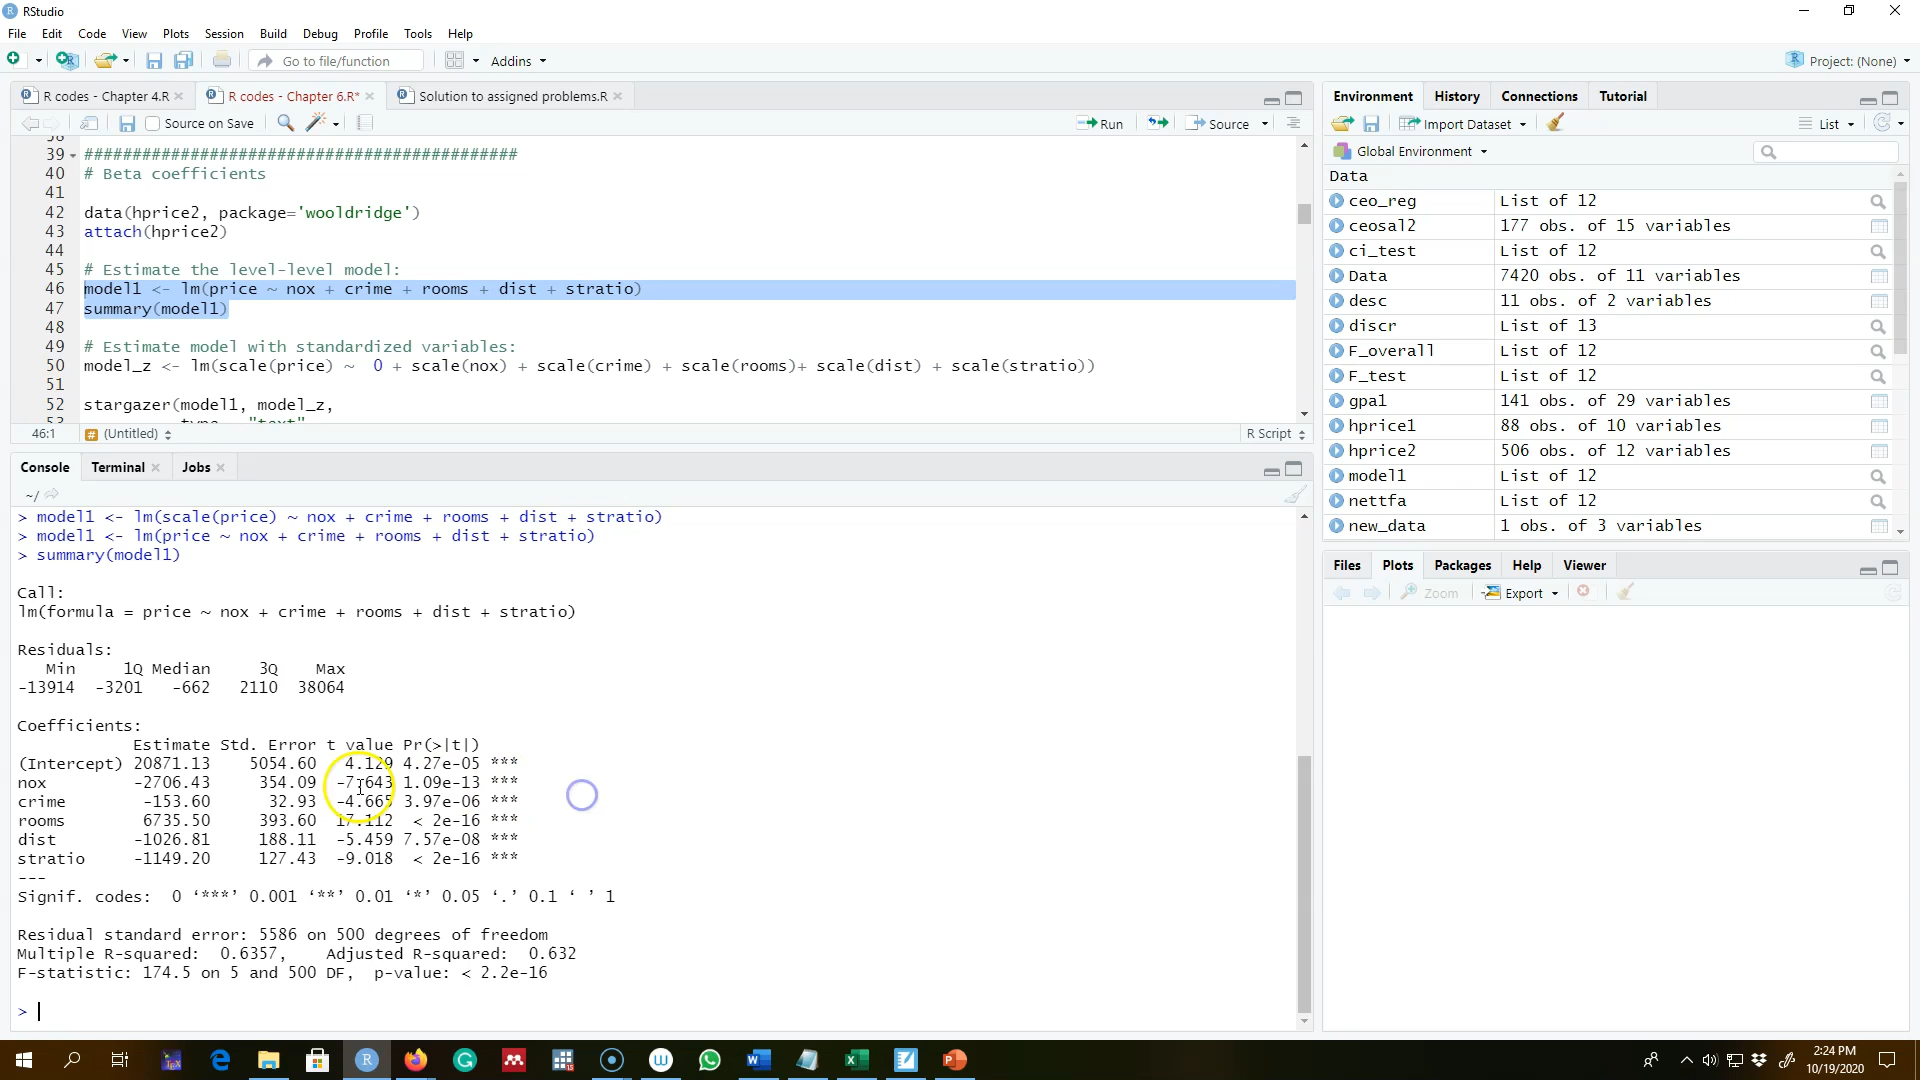 RStudio
File Edit Code View Plots Session Build Debug Profile Tools Help
Go to file/function Addins Project: (None)
R codes - Chapter 4.R R codes - Chapter 6.R* Solution to assigned problems.R
Source on Save Run Source
38
39 #############################################
40 # Beta coefficients
41
42 data(hprice2, package='wooldridge')
43 attach(hprice2)
44
45 # Estimate the level-level model:
46 model1 <- lm(price ~ nox + crime + rooms + dist + stratio)
47 summary(model1)
48
49 # Estimate model with standardized variables:
50 model_z <- lm(scale(price) ~  0 + scale(nox) + scale(crime) + scale(rooms)+ scale(dist) + scale(stratio))
51
52 stargazer(model1, model_z,
53 type "text"
46:1 (Untitled) R Script
Console Terminal Jobs
~/
> model1 <- lm(scale(price) ~ nox + crime + rooms + dist + stratio)
> model1 <- lm(price ~ nox + crime + rooms + dist + stratio)
> summary(model1)
Call:
lm(formula = price ~ nox + crime + rooms + dist + stratio)
Residuals:
Min 1Q Median 3Q Max
-13914 -3201 -662 2110 38064
Coefficients:
Estimate Std. Error t value Pr(>|t|)
(Intercept) 20871.13 5054.60 4.129 4.27e-05 ***
nox -2706.43 354.09 -7.643 1.09e-13 ***
crime -153.60 32.93 -4.665 3.97e-06 ***
rooms 6735.50 393.60 17.112 < 2e-16 ***
dist -1026.81 188.11 -5.459 7.57e-08 ***
stratio -1149.20 127.43 -9.018 < 2e-16 ***
---
Signif. codes: 0 ‘***’ 0.001 ‘**’ 0.01 ‘*’ 0.05 ‘.’ 0.1 ‘ ’ 1
Residual standard error: 5586 on 500 degrees of freedom
Multiple R-squared: 0.6357, Adjusted R-squared: 0.632
F-statistic: 174.5 on 5 and 500 DF, p-value: < 2.2e-16
>
Environment History Connections Tutorial
Import Dataset List
Global Environment
Data
ceo_reg List of 12
ceosal2 177 obs. of 15 variables
ci_test List of 12
Data 7420 obs. of 11 variables
desc 11 obs. of 2 variables
discr List of 13
F_overall List of 12
F_test List of 12
gpa1 141 obs. of 29 variables
hprice1 88 obs. of 10 variables
hprice2 506 obs. of 12 variables
model1 List of 12
nettfa List of 12
new_data 1 obs. of 3 variables
Files Plots Packages Help Viewer
Zoom Export
2:24 PM
10/19/2020